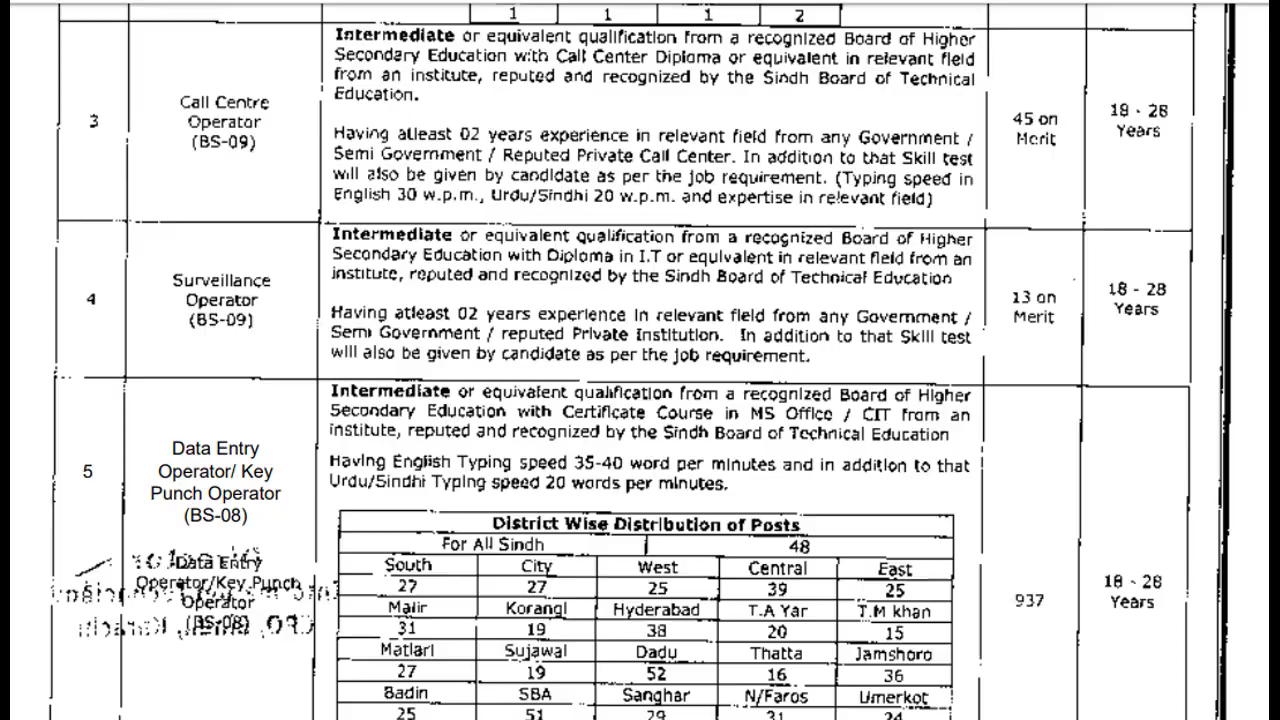 1 1 1 2
3
Call Centre
Operator
(BS-09)
Intermediate or equivalent qualification from a recognized Board of Higher
Secondary Education with Call Center Diploma or equivalent in relevant field
from an institute, reputed and recognized by the Sindh Board of Technical
Education.
Having atleast 02 years experience in relevant field from any Government /
Semi Government / Reputed Private Call Center. In addition to that Skill test
will also be given by candidate as per the job requirement. (Typing speed in
English 30 w.p.m., Urdu/Sindhi 20 w.p.m. and expertise in relevant field)
45 on
Merit
18 - 28
Years
4
Surveillance
Operator
(BS-09)
Intermediate or equivalent qualification from a recognized Board of Higher
Secondary Education with Diploma in I.T or equivalent in relevant field from an
institute, reputed and recognized by the Sindh Board of Technical Education
Having atleast 02 years experience in relevant field from any Government /
Semi Government / reputed Private Institution. In addition to that Skill test
will also be given by candidate as per the job requirement.
13 on
Merit
18 - 28
Years
5
Data Entry
Operator/ Key
Punch Operator
(BS-08)
Data Entry
Operator/Key Punch
Operator
(BS-08)
Intermediate or equivalent qualification from a recognized Board of Higher
Secondary Education with Certificate Course in MS Office / CIT from an
institute, reputed and recognized by the Sindh Board of Technical Education
Having English Typing speed 35-40 word per minutes and in addition to that
Urdu/Sindhi Typing speed 20 words per minutes.
District Wise Distribution of Posts
For All Sindh 48
South City West Central East
27 27 25 39 25
Malir Korangi Hyderabad T.A Yar T.M khan
31 19 38 20 15
Matiari Sujawal Dadu Thatta Jamshoro
27 19 52 16 36
Badin SBA Sanghar N/Faros Umerkot
25 51 29 31 24
937
18 - 28
Years